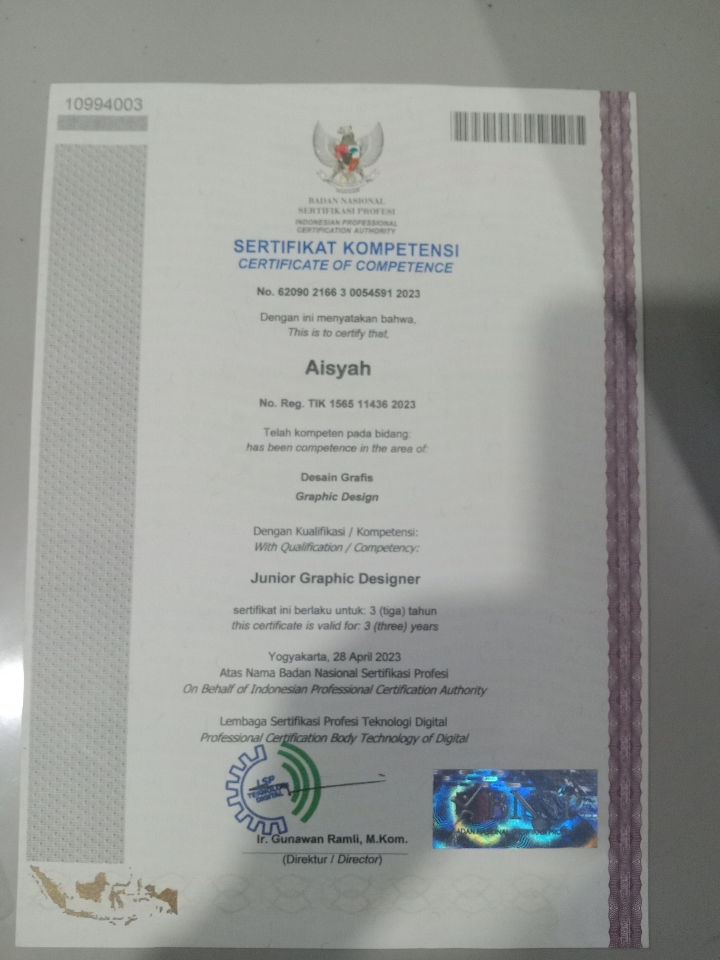 10994003
BADAN NASIONAL
SERTIFIKASI PROFESI
INDONESIAN PROFESSIONAL
CERTIFICATION AUTHORITY
SERTIFIKAT KOMPETENSI
CERTIFICATE OF COMPETENCE
No. 62090 2166 3 0054591 2023
Dengan ini menyatakan bahwa,
This is to certify that,
Aisyah
No. Reg. TIK 1565 11436 2023
Telah kompeten pada bidang:
has been competence in the area of:
Desain Grafis
Graphic Design
Dengan Kualifikasi / Kompetensi:
With Qualification / Competency:
Junior Graphic Designer
sertifikat ini berlaku untuk: 3 (tiga) tahun
this certificate is valid for: 3 (three) years
Yogyakarta, 28 April 2023
Atas Nama Badan Nasional Sertifikasi Profesi
On Behalf of Indonesian Professional Certification Authority
Lembaga Sertifikasi Profesi Teknologi Digital
Professional Certification Body Technology of Digital
LSP
TEKNOLOGI
DIGITAL
Ir. Gunawan Ramli, M.Kom.
(Direktur / Director)